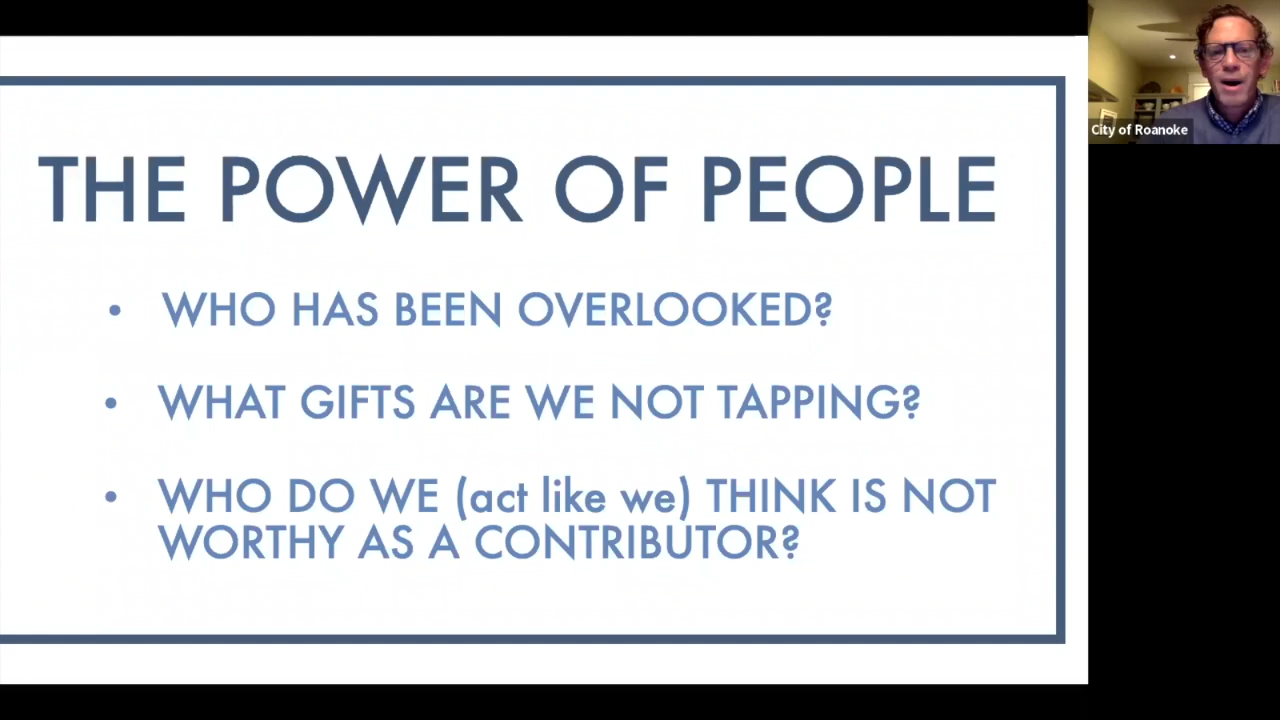 THE POWER OF PEOPLE
• WHO HAS BEEN OVERLOOKED?
• WHAT GIFTS ARE WE NOT TAPPING?
• WHO DO WE (act like we) THINK IS NOT
WORTHY AS A CONTRIBUTOR?
City of Roanoke